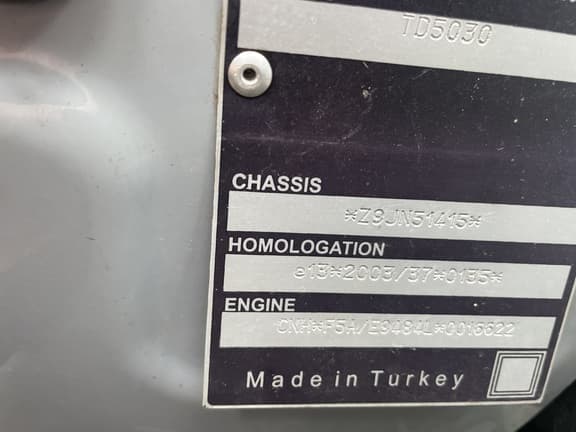 TD5030
CHASSIS
*Z9JN51415*
HOMOLOGATION
e13*2003/37*0135*
ENGINE
CNH*F5A/E9484L*0016622
Made in Turkey